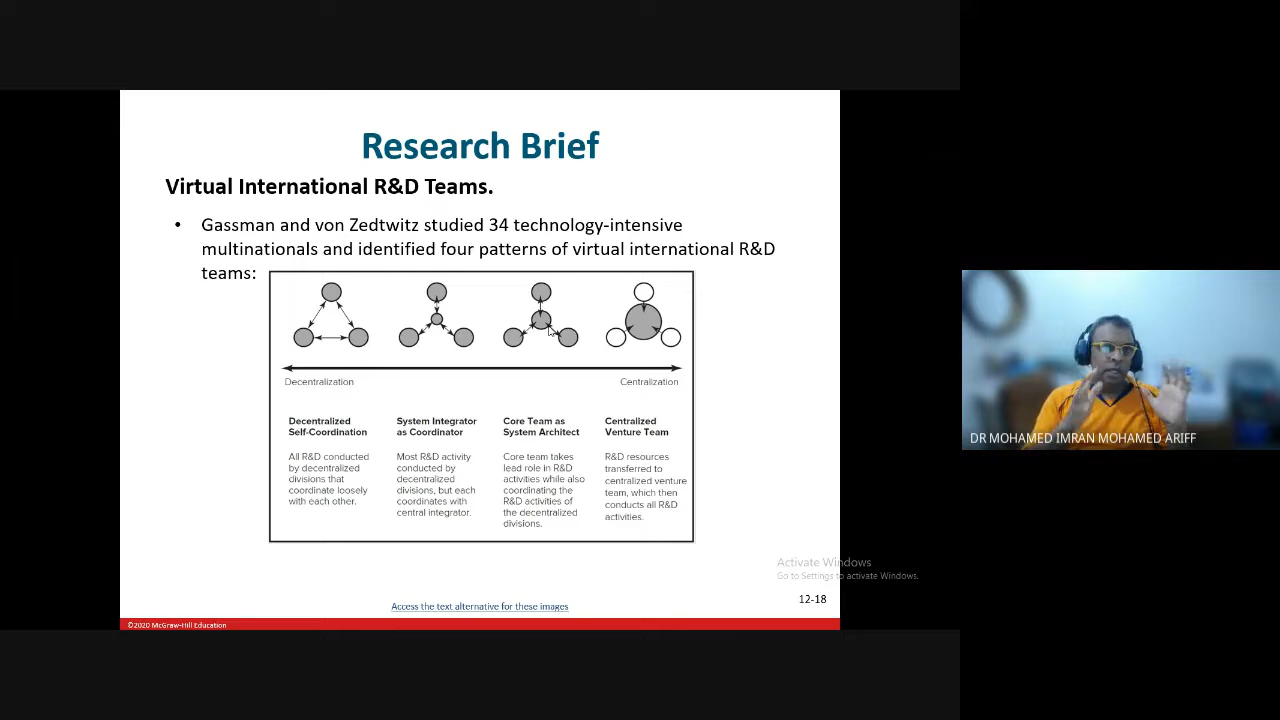 Research Brief
Virtual International R&D Teams.
• Gassman and von Zedtwitz studied 34 technology-intensive
multinationals and identified four patterns of virtual international R&D
teams:
Decentralization
Centralization
Decentralized
Self-Coordination
All R&D conducted
by decentralized
divisions that
coordinate loosely
with each other.
System Integrator
as Coordinator
Most R&D activity
conducted by
decentralized
divisions, but each
coordinates with
central integrator.
Core Team as
System Architect
Core team takes
lead role in R&D
activities while also
coordinating the
R&D activities of
the decentralized
divisions.
Centralized
Venture Team
R&D resources
transferred to
centralized venture
team, which then
conducts all R&D
activities.
Activate Windows
Go to Settings to activate Windows.
12-18
Access the text alternative for these images
©2020 McGraw-Hill Education
DR MOHAMED IMRAN MOHAMED ARIFF